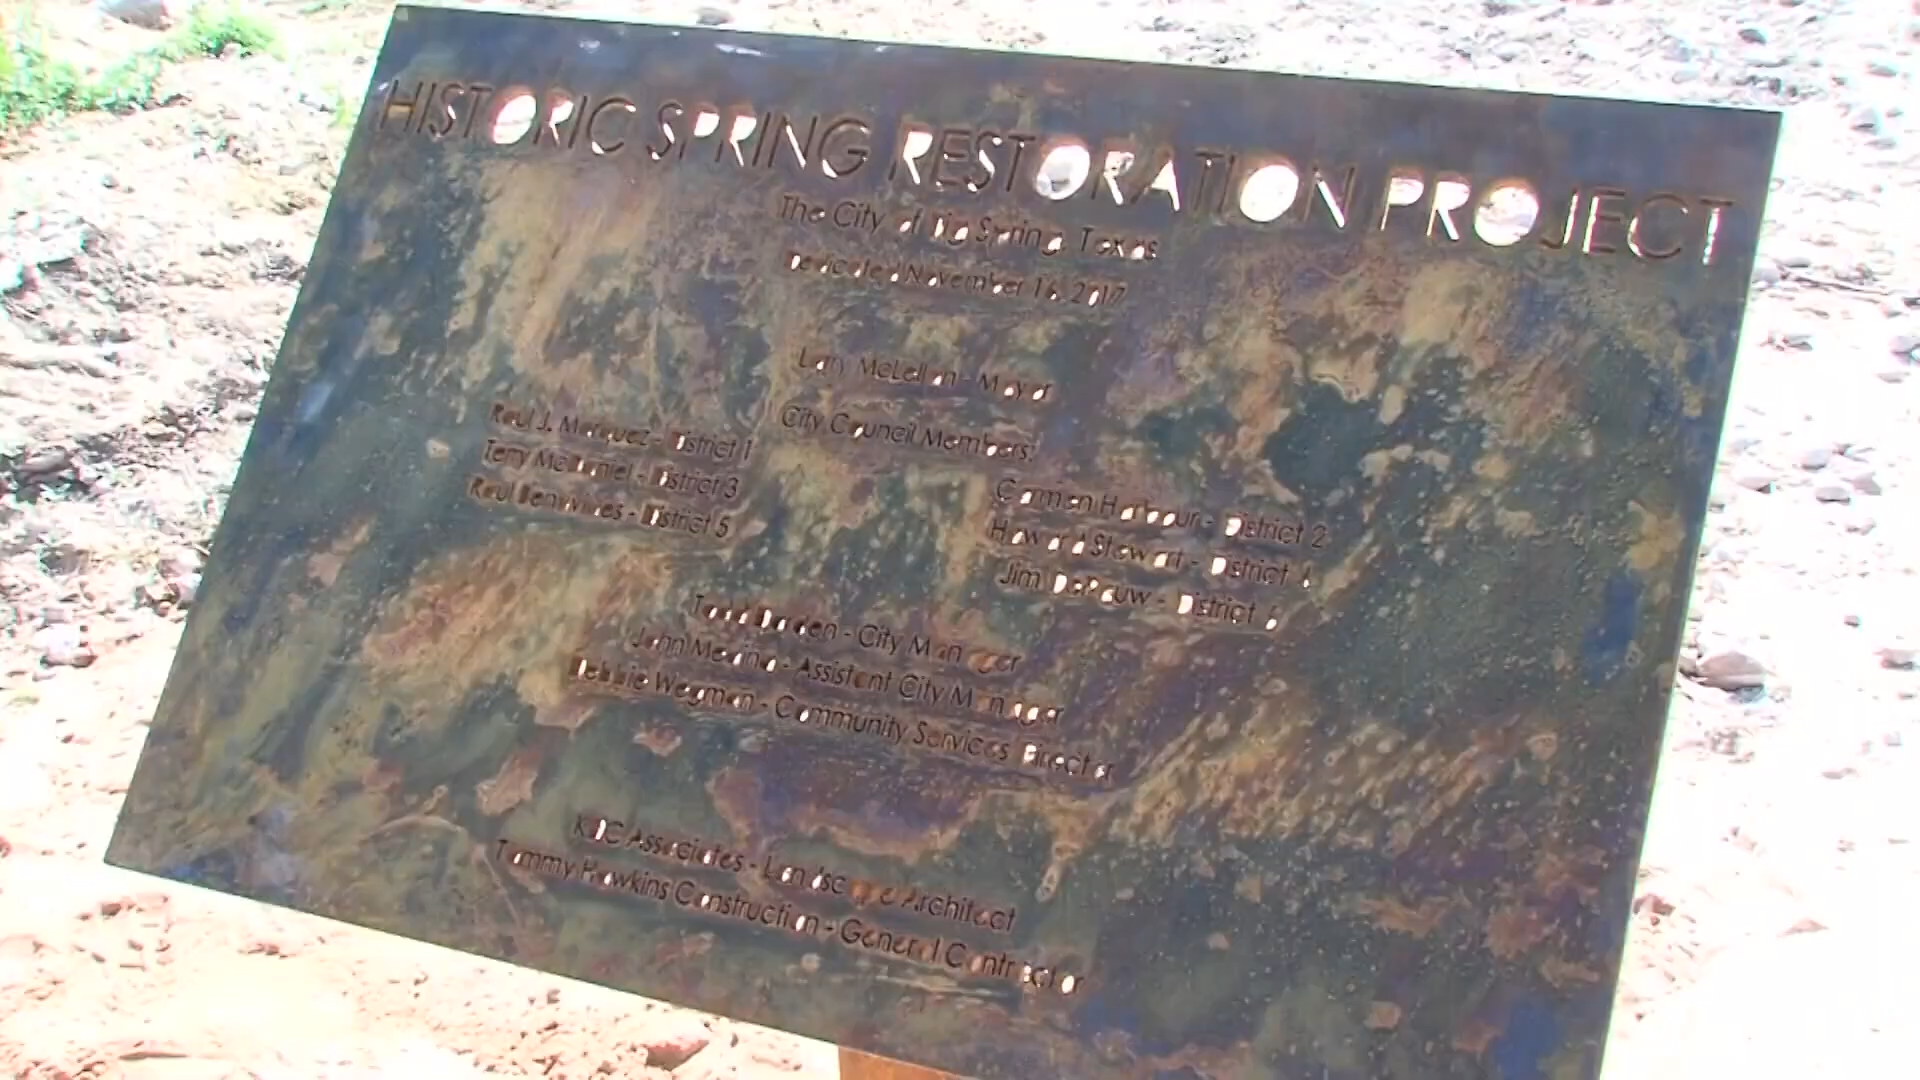 HISTORIC SPRING RESTORATION PROJECT
The City of Big Spring, Texas
Dedicated November 16, 2017
Larry McLellan - Mayor
City Council Members:
Raul J. Marquez - District 1
Terry McDaniel - District 3
Raul Benavides - District 5
Carmen Harbour - District 2
Howard Stewart - District 4
Jim DePauw - District 6
Todd Darden - City Manager
John Medina - Assistant City Manager
Debbie Wegman - Community Services Director
Associates - Landscape Architect
Tommy Hawkins Construction - General Contractor